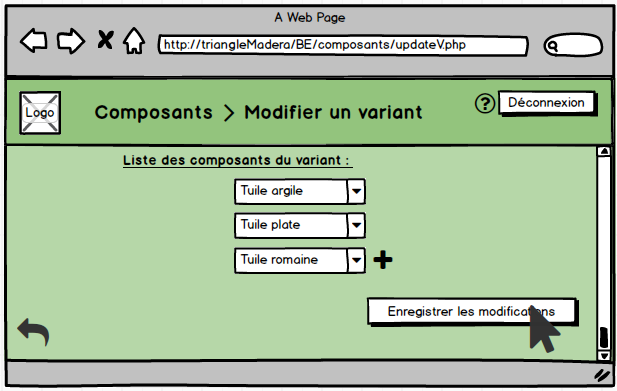 A Web Page
http://triangleMadera/BE/composants/updateV.php
Logo
Composants > Modifier un variant
?
Déconnexion
Liste des composants du variant :
Tuile argile
Tuile plate
Tuile romaine
Enregistrer les modifications